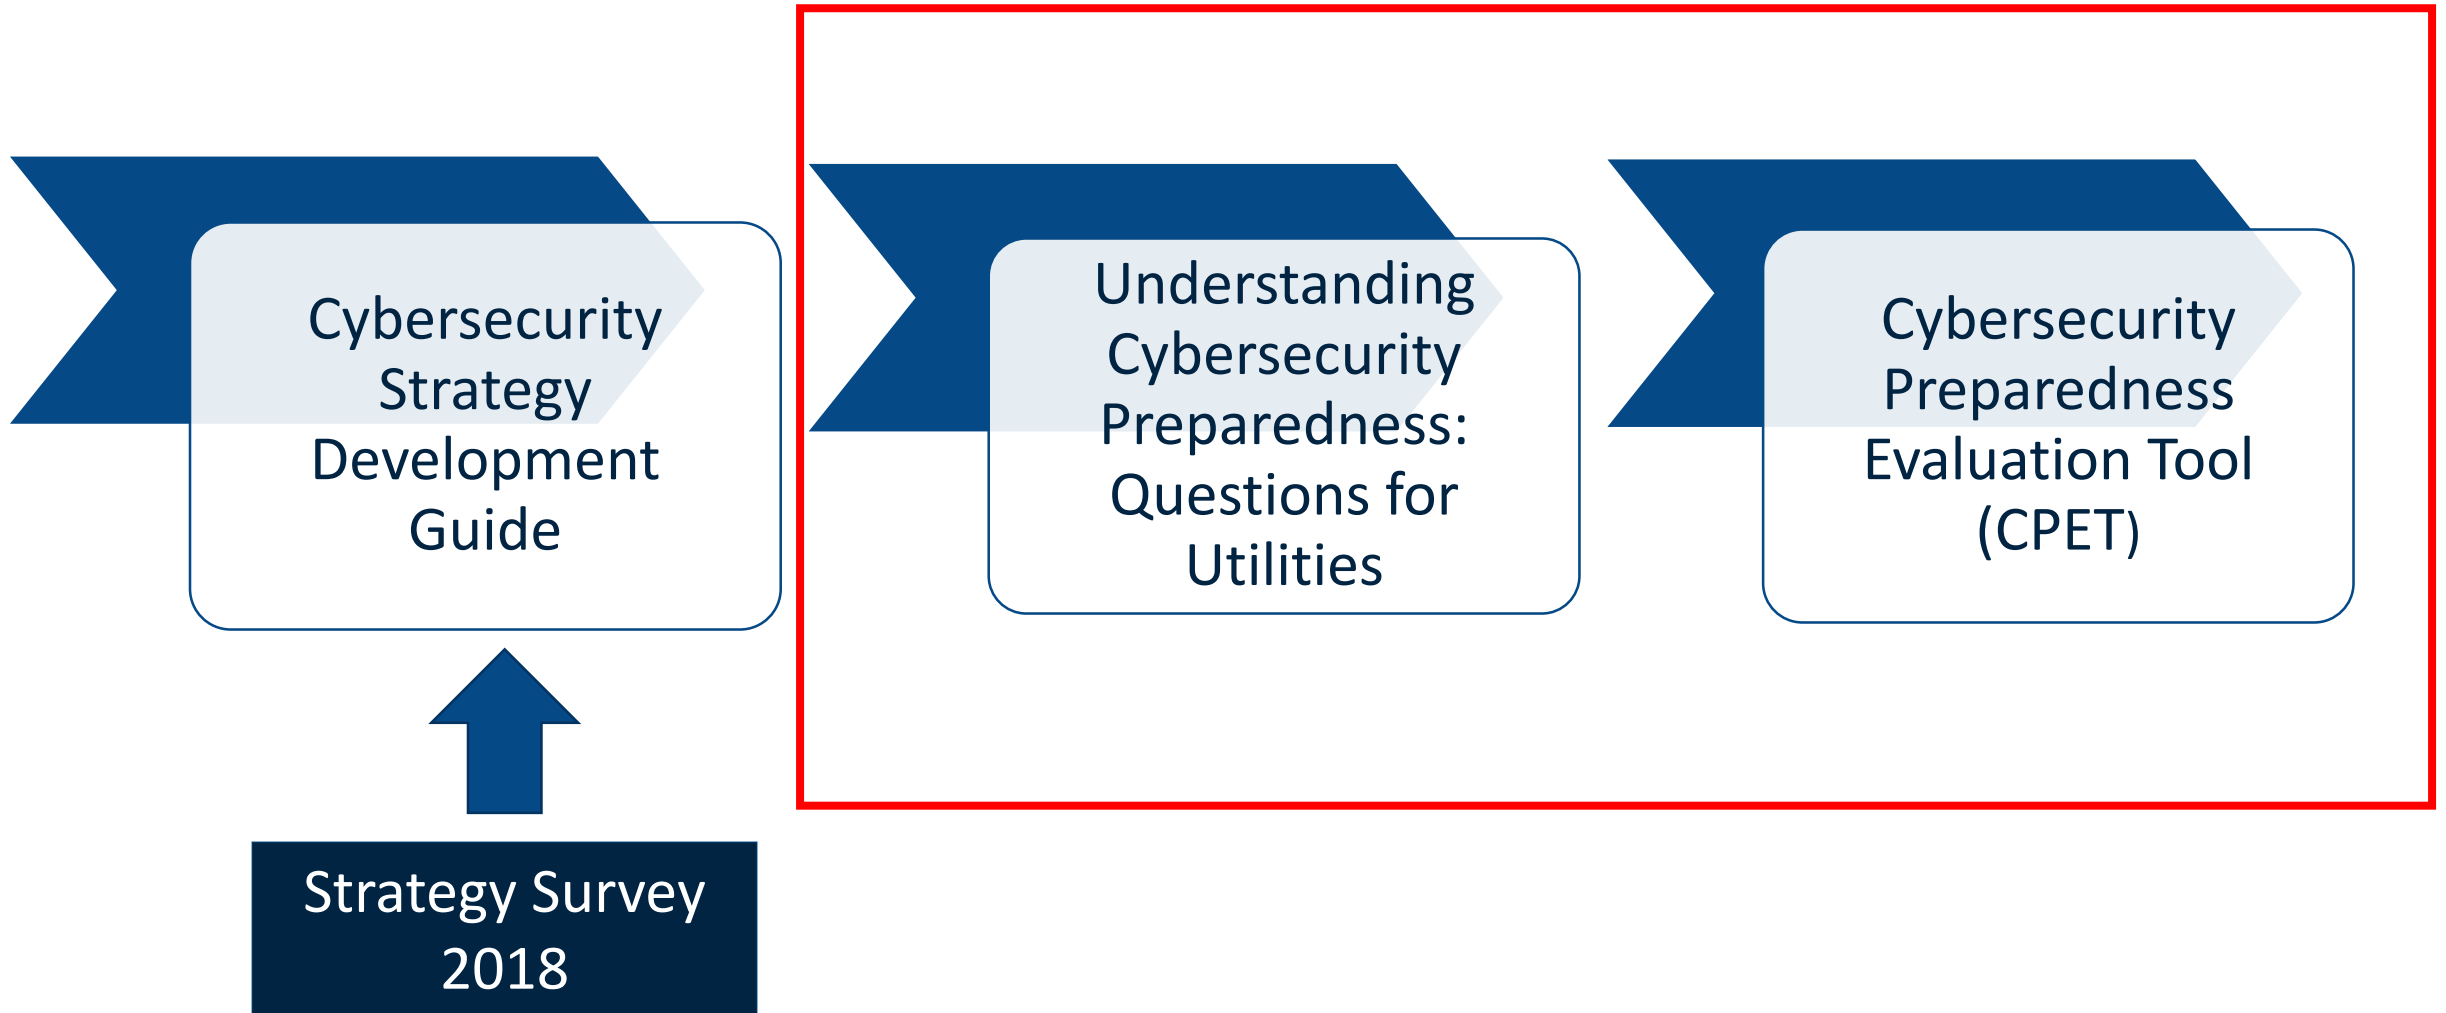 Cybersecurity
Strategy
Development
Guide
Understanding
Cybersecurity
Preparedness:
Questions for
Utilities
Cybersecurity
Preparedness
Evaluation Tool
(CPET)
Strategy Survey
2018